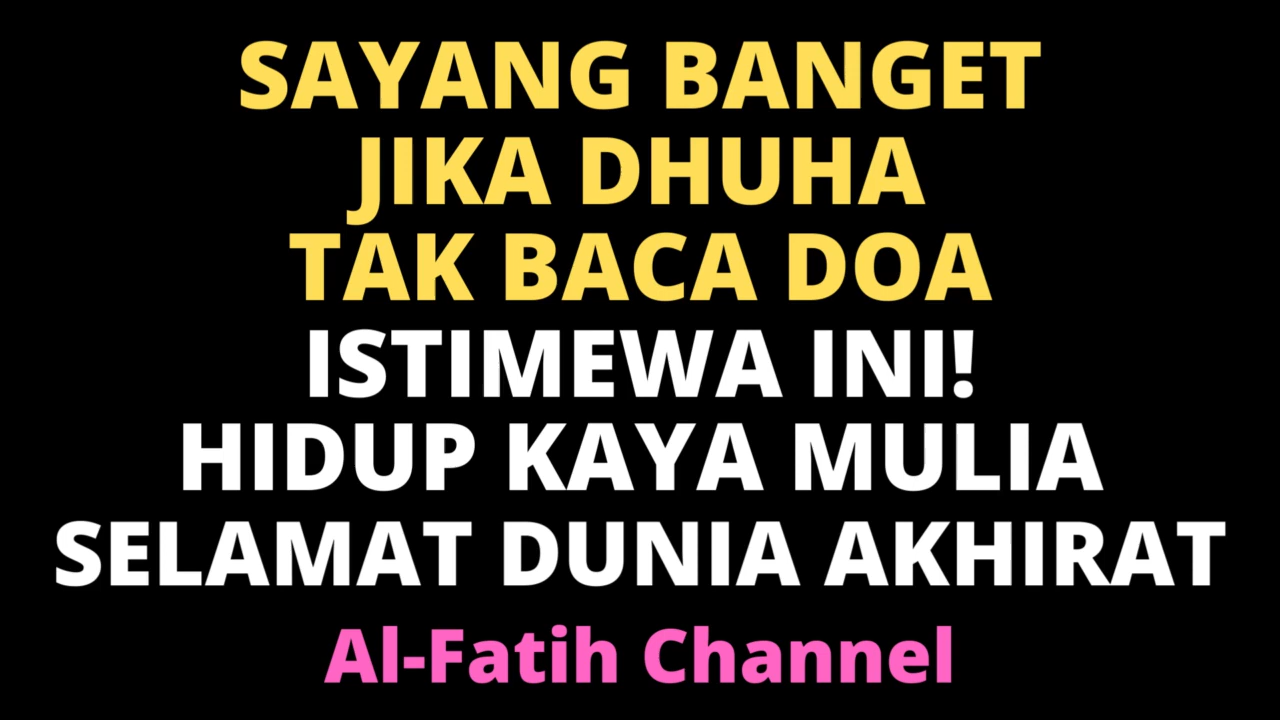 SAYANG BANGET
JIKA DHUHA
TAK BACA DOA
ISTIMEWA INI!
HIDUP KAYA MULIA
SELAMAT DUNIA AKHIRAT
Al-Fatih Channel